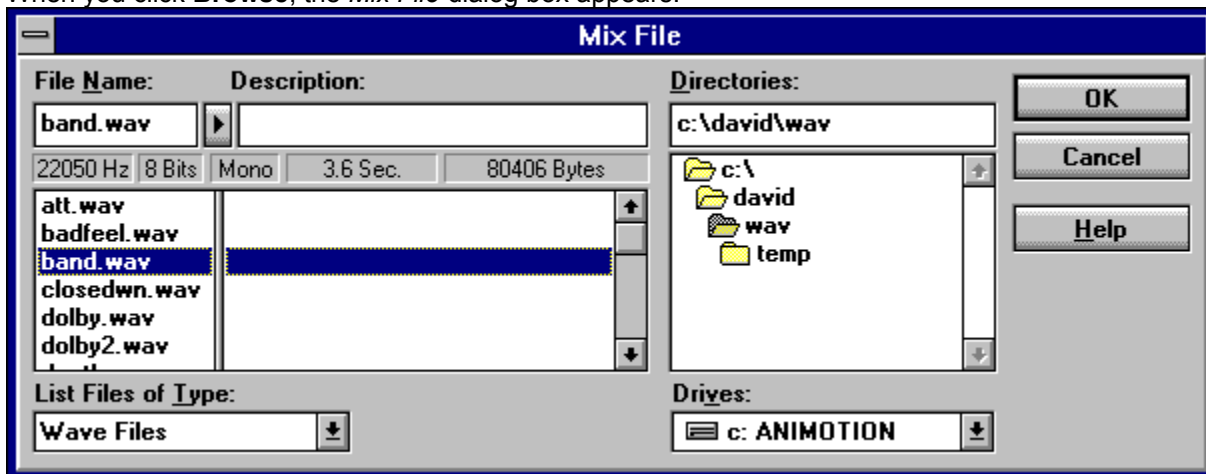 When you click Browse, the Mix File dialog box appears:
Mix File
File Name:
Description:
band.wav
22050 Hz
8 Bits
Mono
3.6 Sec.
80406 Bytes
att.wav
badfeel.wav
band.wav
closedwn.wav
dolby.wav
dolby2.wav
List Files of Type:
Wave Files
Directories:
c:\david\wav
c:\
david
wav
temp
Drives:
c: ANIMOTION
OK
Cancel
Help